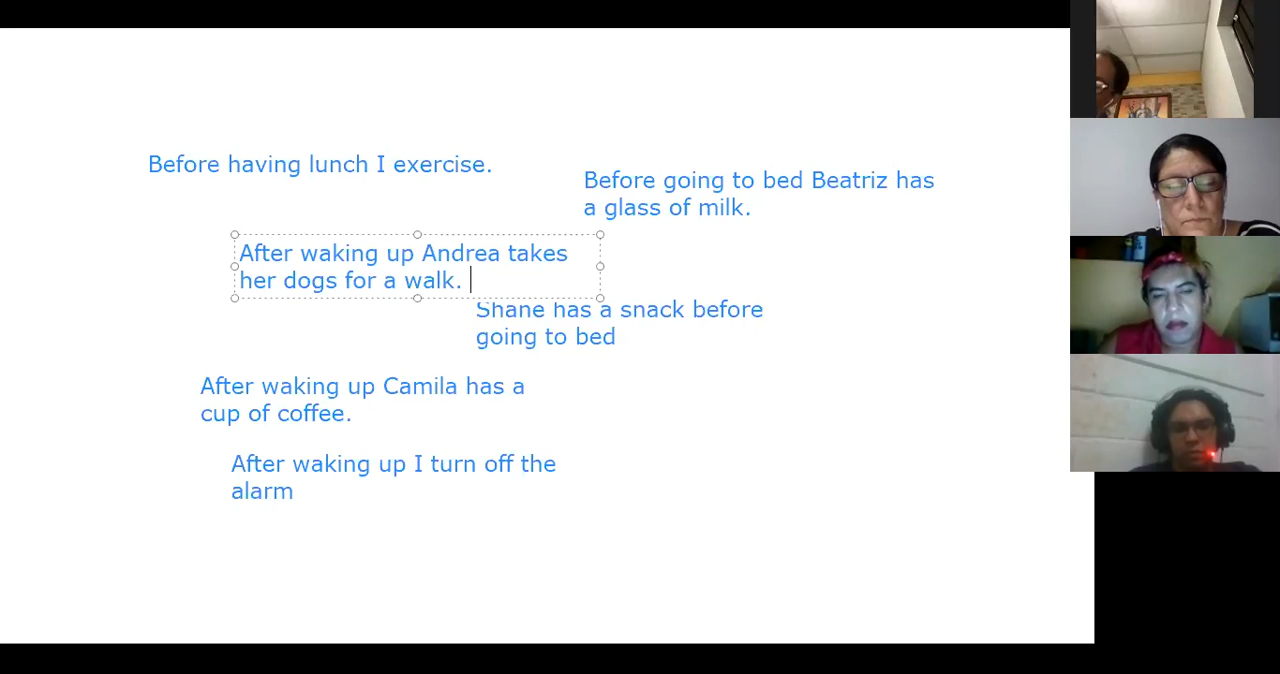 Before having lunch I exercise.
Before going to bed Beatriz has
a glass of milk.
After waking up Andrea takes
her dogs for a walk.
Shane has a snack before
going to bed
After waking up Camila has a
cup of coffee.
After waking up I turn off the
alarm